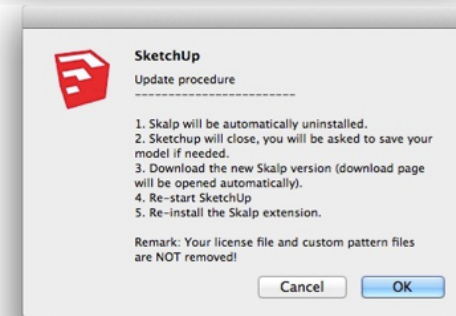 SketchUp
Update procedure
------------------------
1. Skalp will be automatically uninstalled.
2. Sketchup will close, you will be asked to save your
model if needed.
3. Download the new Skalp version (download page
will be opened automatically).
4. Re-start SketchUp
5. Re-install the Skalp extension.
Remark: Your license file and custom pattern files
are NOT removed!
Cancel OK